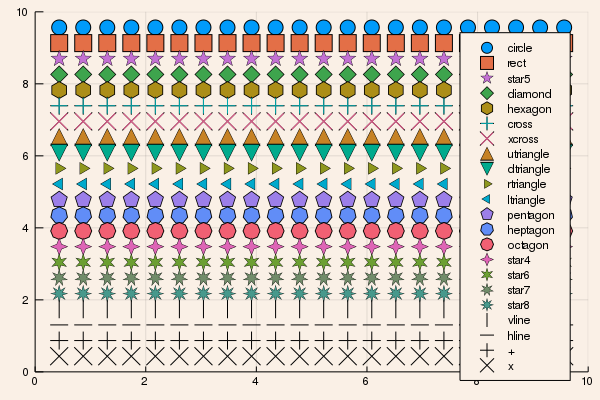 10
8
6
4
2
0
0
2
4
6
8
10
circle
rect
star5
diamond
hexagon
cross
xcross
utriangle
dtriangle
rtriangle
ltriangle
pentagon
heptagon
octagon
star4
star6
star7
star8
vline
hline
+
x